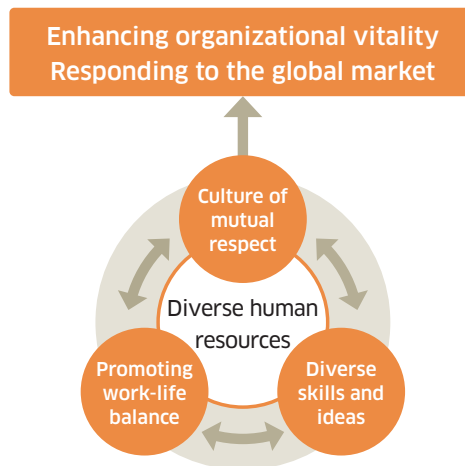 Enhancing organizational vitality
Responding to the global market
Culture of
mutual
respect
Diverse human
resources
Promoting
work-life
balance
Diverse
skills and
ideas